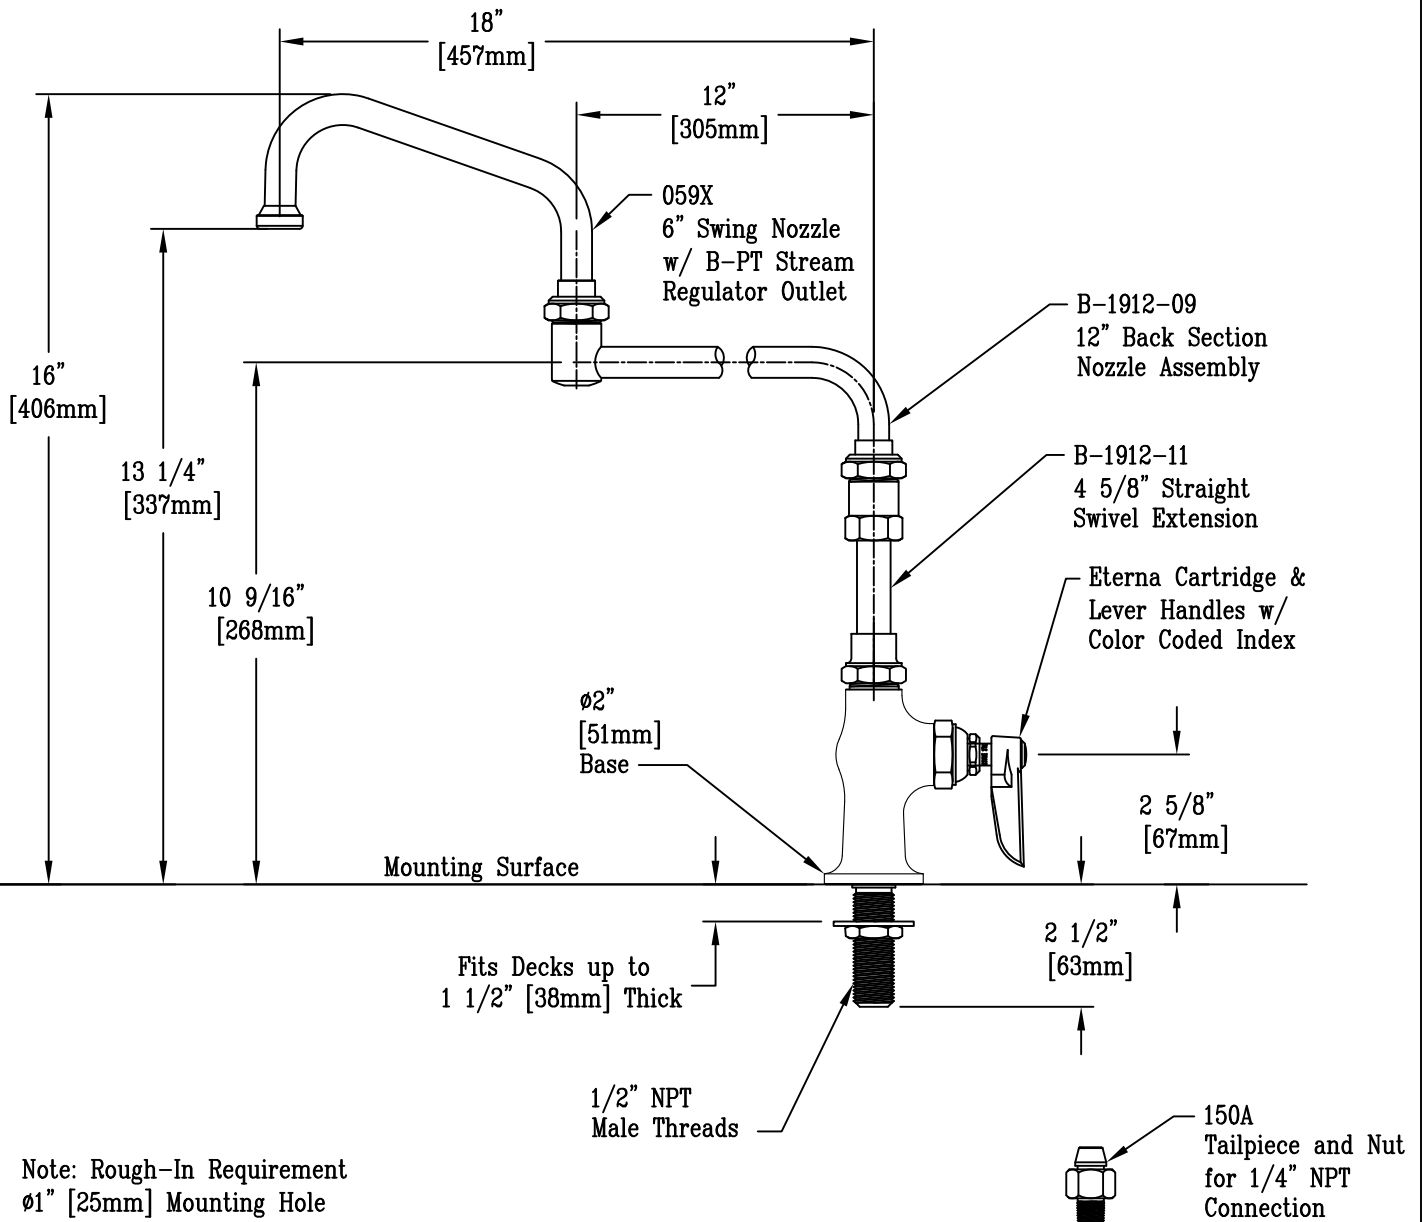 18"
[457mm]
12"
[305mm]
059X
6" Swing Nozzle
w/ B-PT Stream
Regulator Outlet
B-1912-09
12" Back Section
Nozzle Assembly
16"
[406mm]
13 1/4"
[337mm]
B-1912-11
4 5/8" Straight
Swivel Extension
10 9/16"
[268mm]
Eterna Cartridge &
Lever Handles w/
Color Coded Index
ø2"
[51mm]
Base
2 5/8"
[67mm]
Mounting Surface
2 1/2"
[63mm]
Fits Decks up to
1 1/2" [38mm] Thick
1/2" NPT
Male Threads
150A
Tailpiece and Nut
for 1/4" NPT
Connection
Note: Rough-In Requirement
ø1" [25mm] Mounting Hole